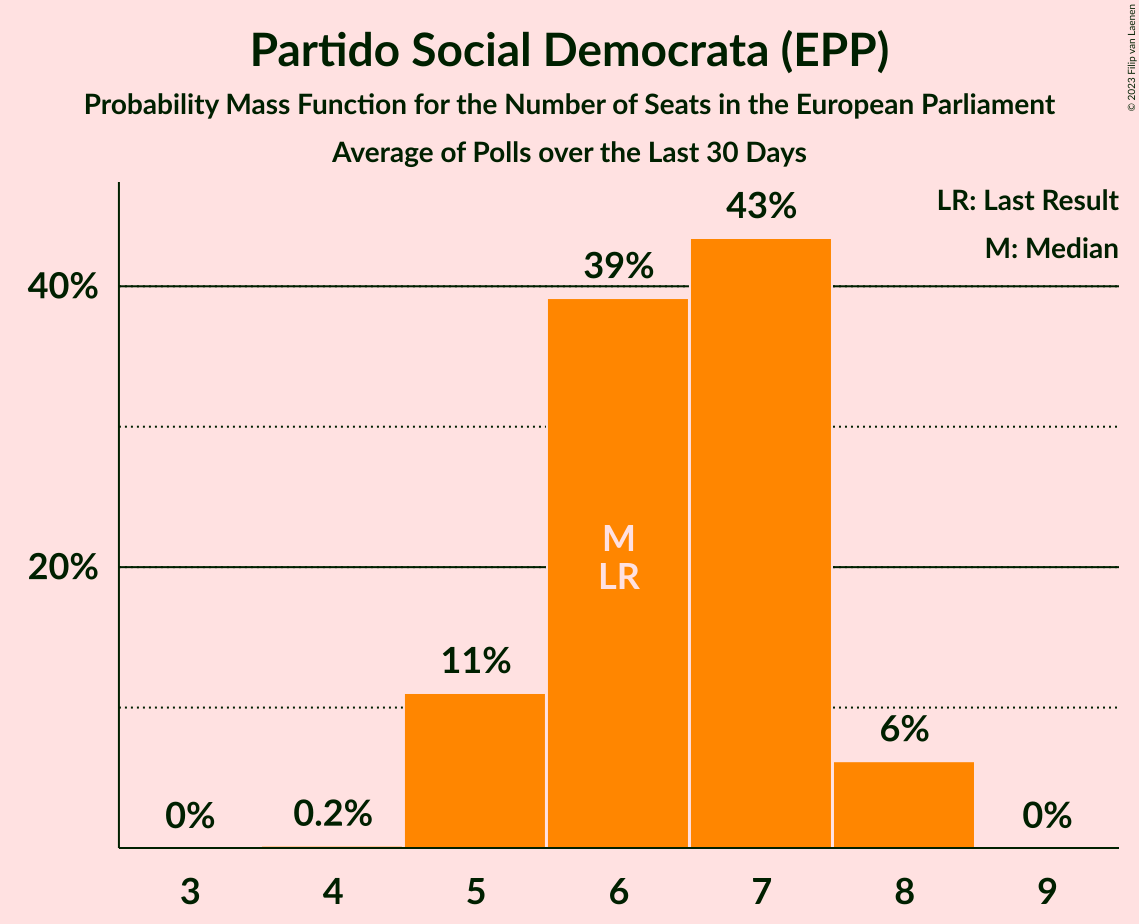 Partido Social Democrata (EPP)
Probability Mass Function for the Number of Seats in the European Parliament
Average of Polls over the Last 30 Days
© 2023 Filip van Laenen
LR: Last Result
M: Median
40%
20%
0%
0.2%
11%
39%
43%
6%
0%
M
LR
3
4
5
6
7
8
9